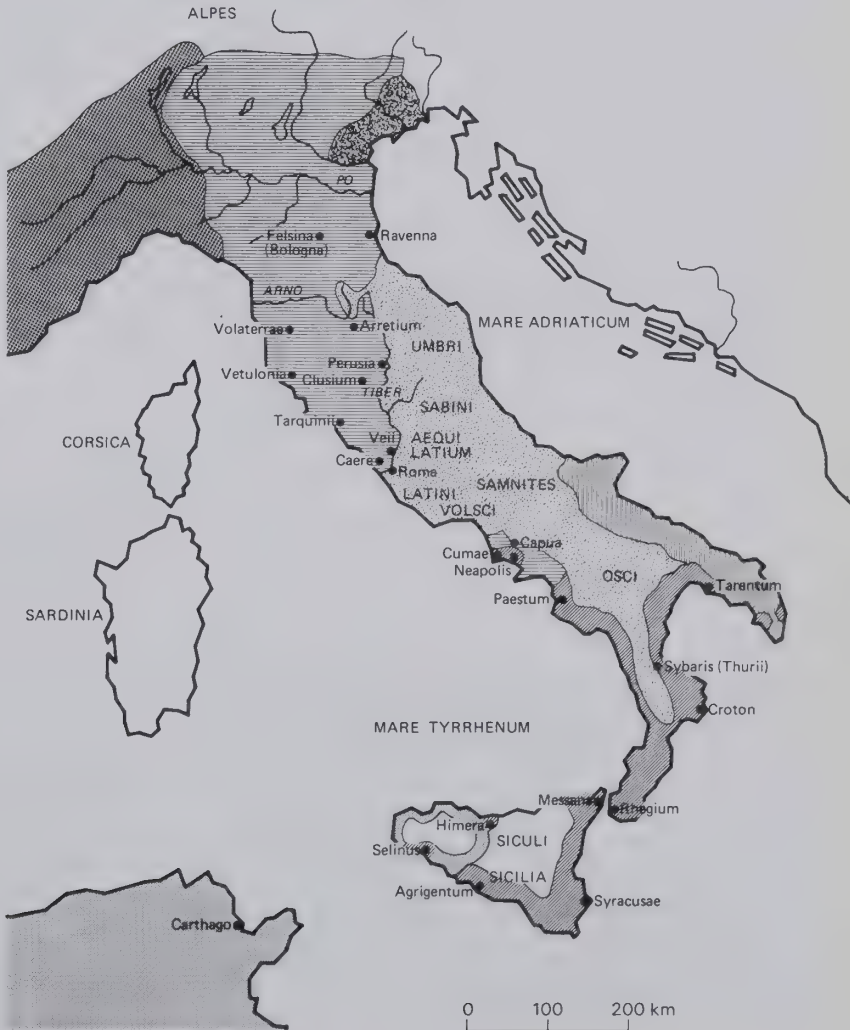 ALPES
PO
Felsina
(Bologna)
Ravenna
ARNO
Volaterrae
Arretium
MARE ADRIATICUM
UMBRI
Perusia
Vetulonia
Clusium
TIBER
SABINI
Tarquinii
CORSICA
Veii
AEQUI
LATIUM
Caere
Roma
SAMNITES
LATINI
VOLSCI
Capua
Cumae
Neapolis
OSCI
Tarentum
Paestum
SARDINIA
Sybaris (Thurii)
Croton
MARE TYRRHENUM
Messana
Rhegium
Himera
SICULI
Selinus
SICILIA
Agrigentum
Syracusae
Carthago
0 100 200 km